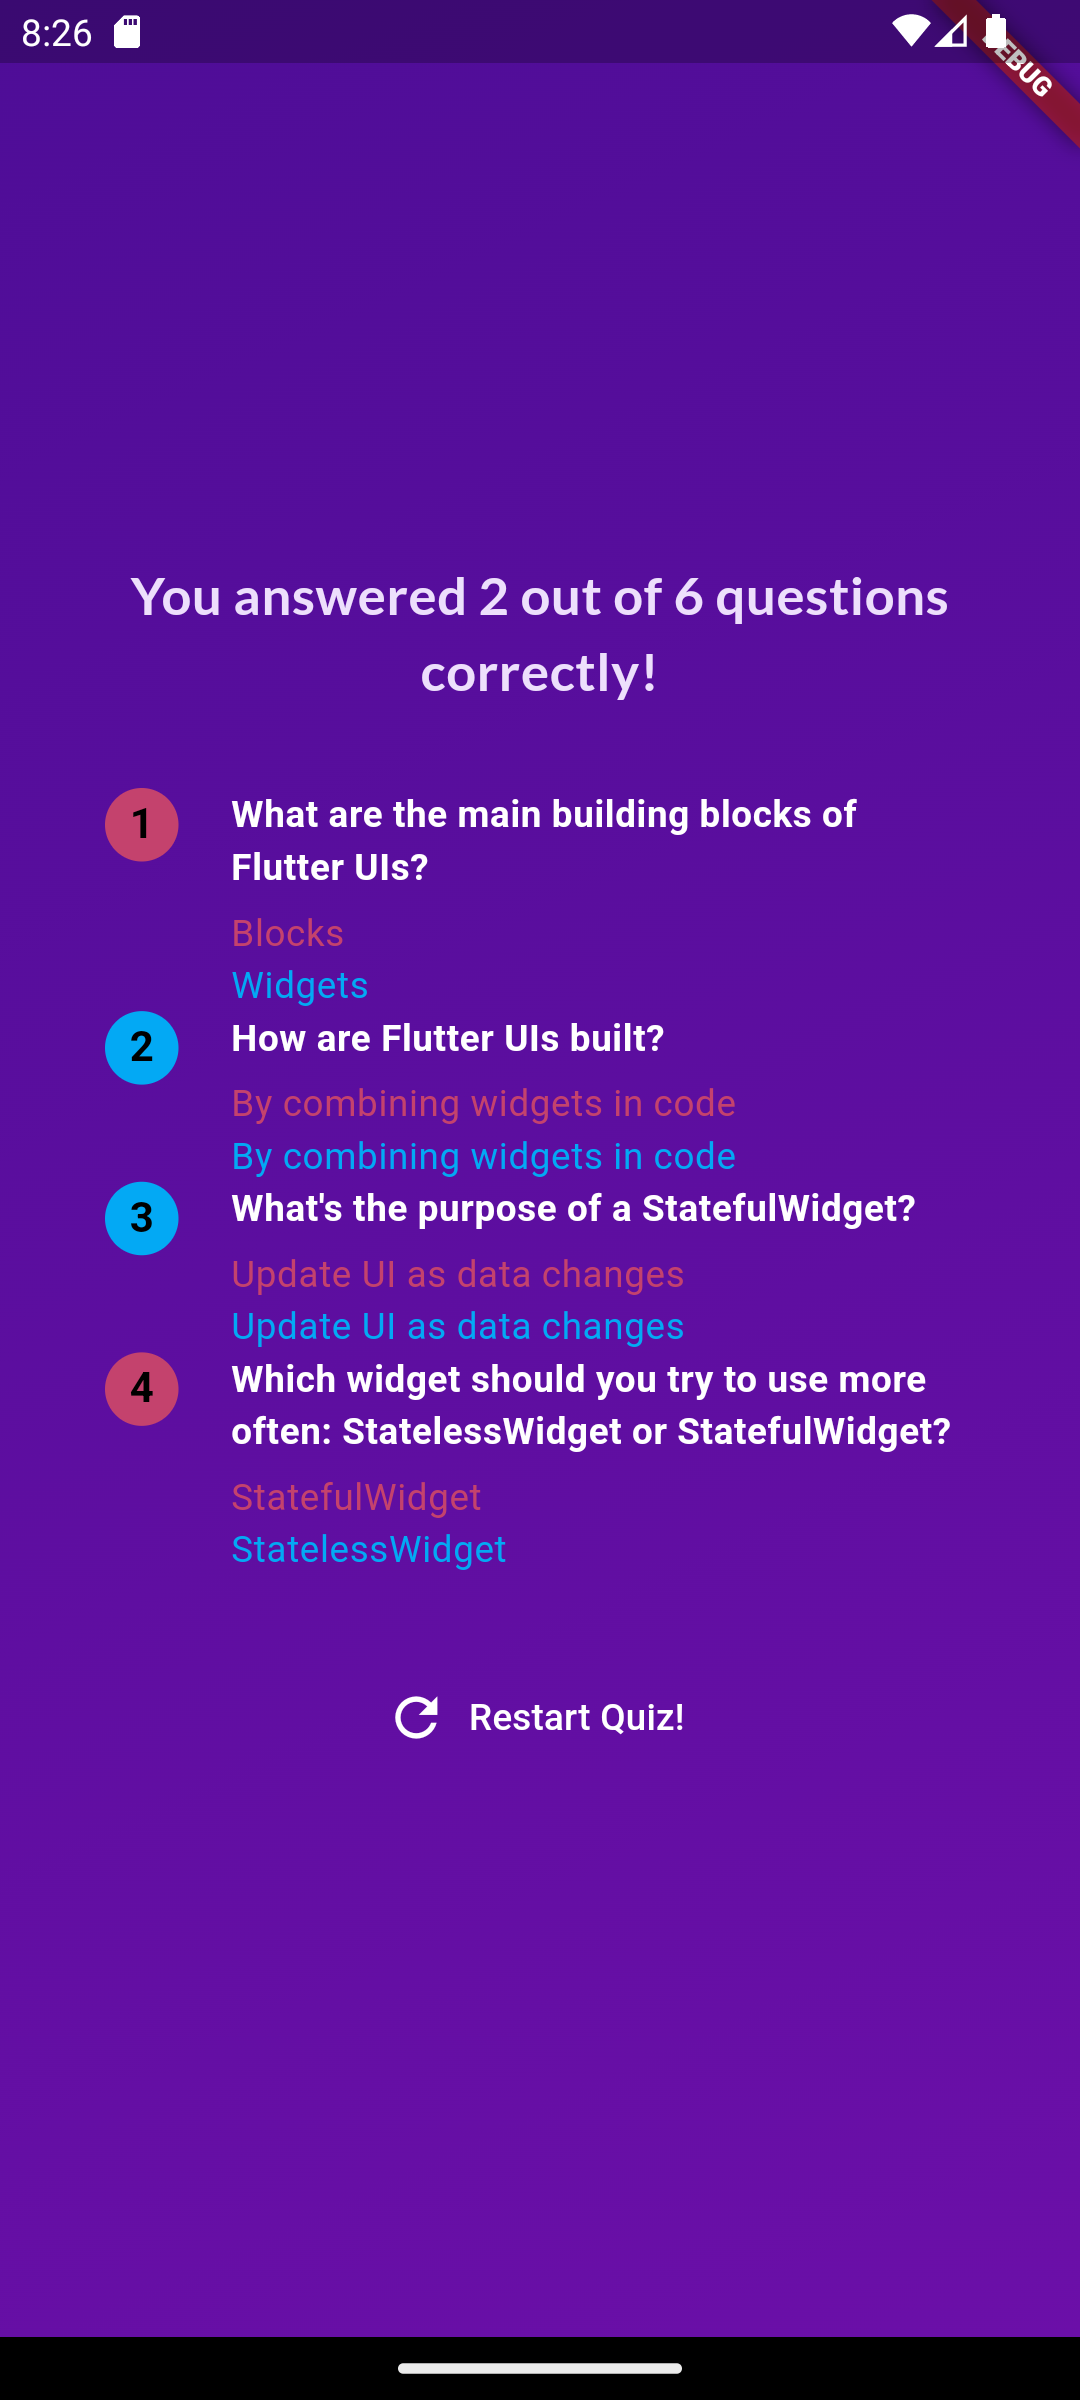 8:26
DEBUG
You answered 2 out of 6 questions
correctly!
1
What are the main building blocks of
Flutter UIs?
Blocks
Widgets
2
How are Flutter UIs built?
By combining widgets in code
By combining widgets in code
3
What's the purpose of a StatefulWidget?
Update UI as data changes
Update UI as data changes
4
Which widget should you try to use more
often: StatelessWidget or StatefulWidget?
StatefulWidget
StatelessWidget
Restart Quiz!